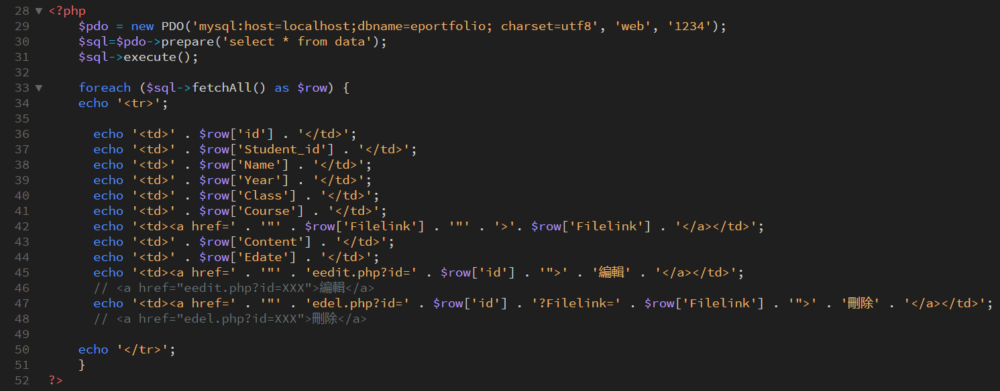 28 ▼ <?php
29     $pdo = new PDO('mysql:host=localhost;dbname=eportfolio; charset=utf8', 'web', '1234');
30     $sql=$pdo->prepare('select * from data');
31     $sql->execute();
32
33 ▼   foreach ($sql->fetchAll() as $row) {
34     echo '<tr>';
35
36       echo '<td>' . $row['id'] . '</td>';
37       echo '<td>' . $row['Student_id'] . '</td>';
38       echo '<td>' . $row['Name'] . '</td>';
39       echo '<td>' . $row['Year'] . '</td>';
40       echo '<td>' . $row['Class'] . '</td>';
41       echo '<td>' . $row['Course'] . '</td>';
42       echo '<td><a href=' . '"' . $row['Filelink'] . '"' . '>'. $row['Filelink'] . '</a></td>';
43       echo '<td>' . $row['Content'] . '</td>';
44       echo '<td>' . $row['Edate'] . '</td>';
45       echo '<td><a href=' . '"' . 'eedit.php?id=' . $row['id'] . '">' . '編輯' . '</a></td>';
46       // <a href="eedit.php?id=XXX">編輯</a>
47       echo '<td><a href=' . '"' . 'edel.php?id=' . $row['id'] . '?Filelink=' . $row['Filelink'] . '">' . '刪除' . '</a></td>';
48       // <a href="edel.php?id=XXX">刪除</a>
49
50     echo '</tr>';
51     }
52 ?>